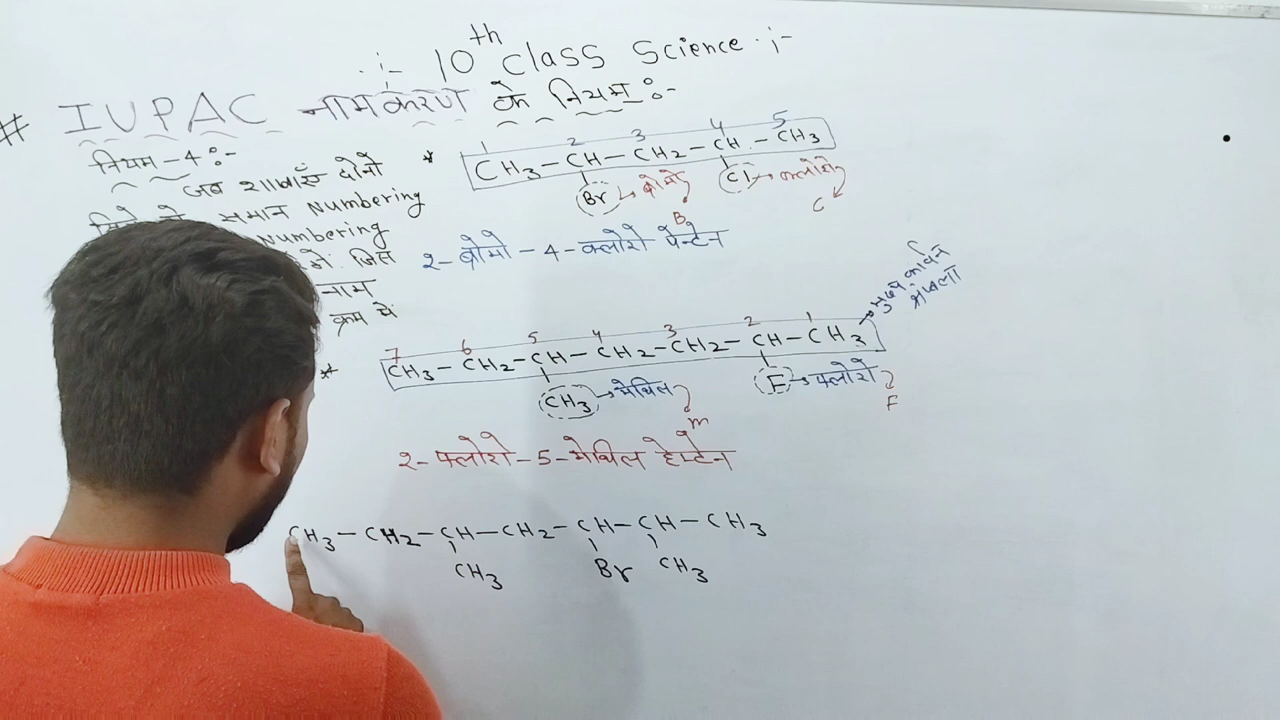 :- 10th Class Science :-
# IUPAC नामकरण के नियम :-
नियम-4:-
जब शाखाएँ दोनों
समान Numbering
Numbering
जिस
नाम
क्रम में
* 1 2 3 4 5
CH3-CH-CH2-CH-CH3
Br → ब्रोमो Cl → क्लोरो
B C
2-ब्रोमो-4-क्लोरो पेन्टेन
मुख्य कार्बन
श्रृंखला
* 7 6 5 4 3 2 1
CH3-CH2-CH-CH2-CH2-CH-CH3
CH3 → मेथिल F → फ्लोरो
m F
2-फ्लोरो-5-मेथिल हेप्टेन
CH3-CH2-CH-CH2-CH-CH-CH3
CH3 Br CH3